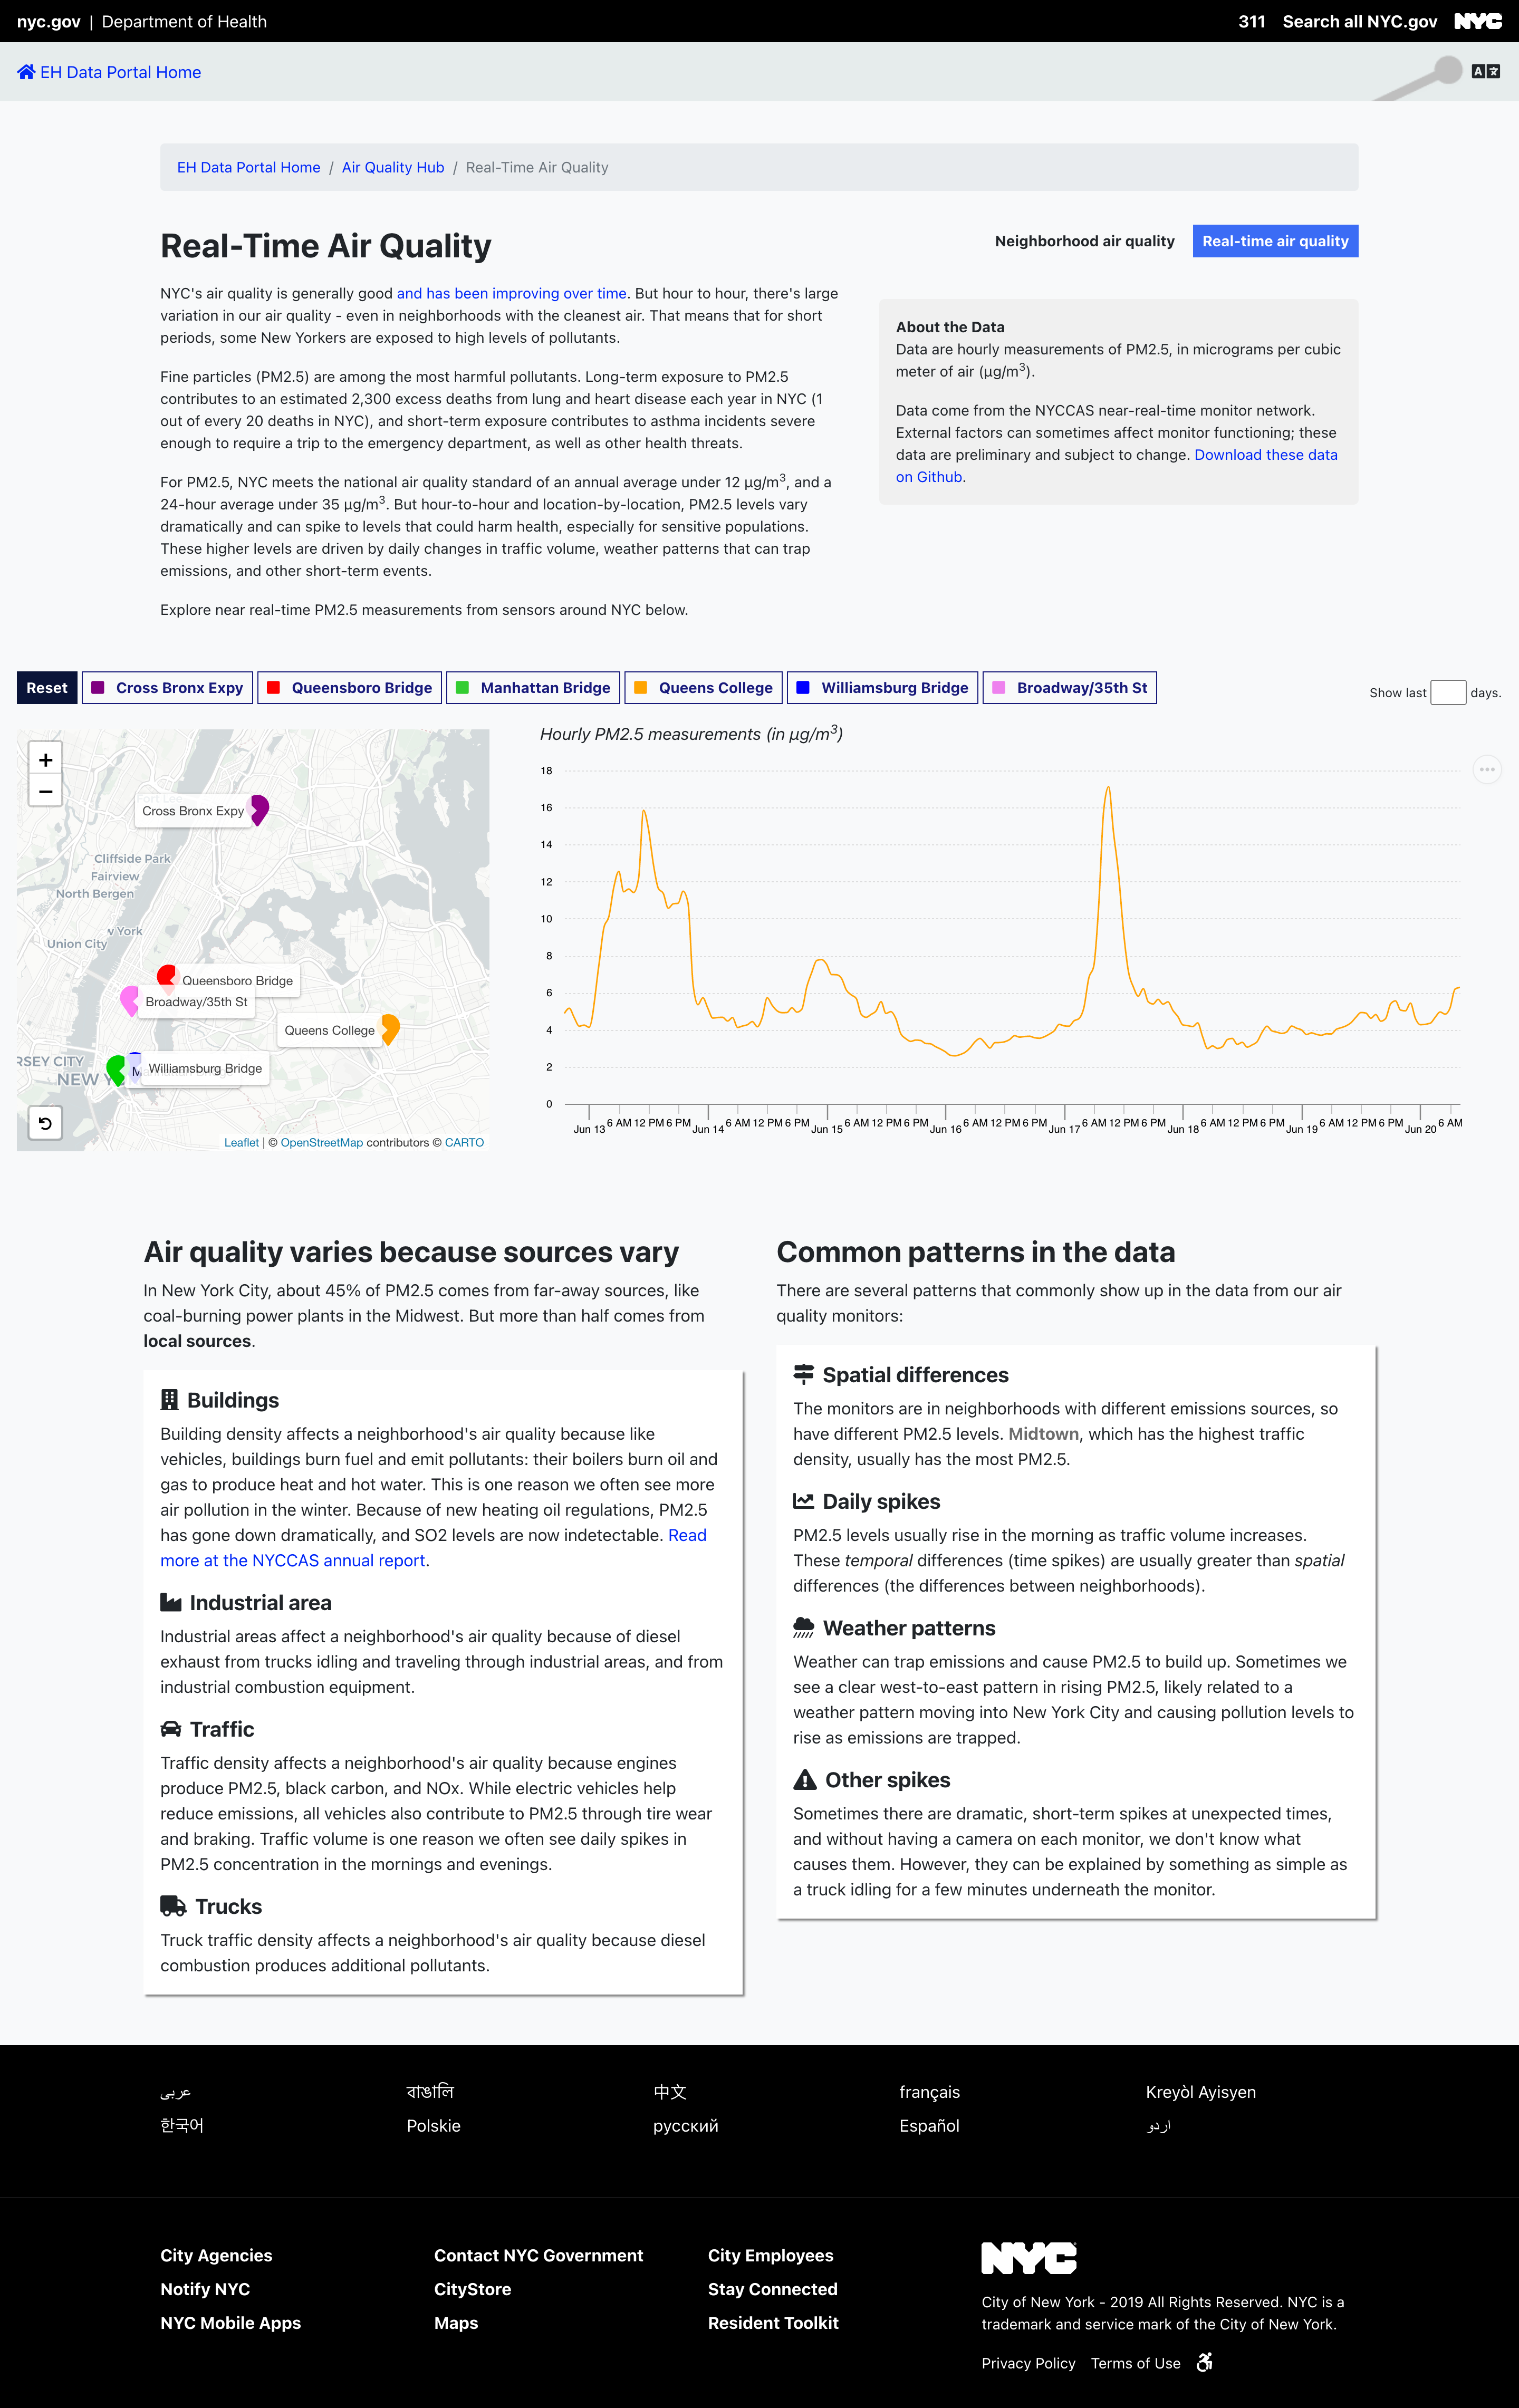 nyc.gov | Department of Health
311 Search all NYC.gov NYC
EH Data Portal Home
EH Data Portal Home / Air Quality Hub / Real-Time Air Quality
Real-Time Air Quality
Neighborhood air quality Real-time air quality
NYC's air quality is generally good and has been improving over time. But hour to hour, there's large
variation in our air quality - even in neighborhoods with the cleanest air. That means that for short
periods, some New Yorkers are exposed to high levels of pollutants.
Fine particles (PM2.5) are among the most harmful pollutants. Long-term exposure to PM2.5
contributes to an estimated 2,300 excess deaths from lung and heart disease each year in NYC (1
out of every 20 deaths in NYC), and short-term exposure contributes to asthma incidents severe
enough to require a trip to the emergency department, as well as other health threats.
For PM2.5, NYC meets the national air quality standard of an annual average under 12 μg/m3, and a
24-hour average under 35 μg/m3. But hour-to-hour and location-by-location, PM2.5 levels vary
dramatically and can spike to levels that could harm health, especially for sensitive populations.
These higher levels are driven by daily changes in traffic volume, weather patterns that can trap
emissions, and other short-term events.
Explore near real-time PM2.5 measurements from sensors around NYC below.
About the Data
Data are hourly measurements of PM2.5, in micrograms per cubic
meter of air (μg/m3).
Data come from the NYCCAS near-real-time monitor network.
External factors can sometimes affect monitor functioning; these
data are preliminary and subject to change. Download these data
on Github.
Reset Cross Bronx Expy Queensboro Bridge Manhattan Bridge Queens College Williamsburg Bridge Broadway/35th St
Show last days.
+
−
Cross Bronx Expy
Cliffside Park
Fairview
North Bergen
Union City
Queensboro Bridge
Broadway/35th St
Queens College
Williamsburg Bridge
Leaflet | © OpenStreetMap contributors © CARTO
Hourly PM2.5 measurements (in μg/m3)
18
16
14
12
10
8
6
4
2
0
Jun 13 6 AM 12 PM 6 PM Jun 14 6 AM 12 PM 6 PM Jun 15 6 AM 12 PM 6 PM Jun 16 6 AM 12 PM 6 PM Jun 17 6 AM 12 PM 6 PM Jun 18 6 AM 12 PM 6 PM Jun 19 6 AM 12 PM 6 PM Jun 20 6 AM
Air quality varies because sources vary
In New York City, about 45% of PM2.5 comes from far-away sources, like
coal-burning power plants in the Midwest. But more than half comes from
local sources.
Buildings
Building density affects a neighborhood's air quality because like
vehicles, buildings burn fuel and emit pollutants: their boilers burn oil and
gas to produce heat and hot water. This is one reason we often see more
air pollution in the winter. Because of new heating oil regulations, PM2.5
has gone down dramatically, and SO2 levels are now indetectable. Read
more at the NYCCAS annual report.
Industrial area
Industrial areas affect a neighborhood's air quality because of diesel
exhaust from trucks idling and traveling through industrial areas, and from
industrial combustion equipment.
Traffic
Traffic density affects a neighborhood's air quality because engines
produce PM2.5, black carbon, and NOx. While electric vehicles help
reduce emissions, all vehicles also contribute to PM2.5 through tire wear
and braking. Traffic volume is one reason we often see daily spikes in
PM2.5 concentration in the mornings and evenings.
Trucks
Truck traffic density affects a neighborhood's air quality because diesel
combustion produces additional pollutants.
Common patterns in the data
There are several patterns that commonly show up in the data from our air
quality monitors:
Spatial differences
The monitors are in neighborhoods with different emissions sources, so
have different PM2.5 levels. Midtown, which has the highest traffic
density, usually has the most PM2.5.
Daily spikes
PM2.5 levels usually rise in the morning as traffic volume increases.
These temporal differences (time spikes) are usually greater than spatial
differences (the differences between neighborhoods).
Weather patterns
Weather can trap emissions and cause PM2.5 to build up. Sometimes we
see a clear west-to-east pattern in rising PM2.5, likely related to a
weather pattern moving into New York City and causing pollution levels to
rise as emissions are trapped.
Other spikes
Sometimes there are dramatic, short-term spikes at unexpected times,
and without having a camera on each monitor, we don't know what
causes them. However, they can be explained by something as simple as
a truck idling for a few minutes underneath the monitor.
عربى বাঙালি 中文 français Kreyòl Ayisyen
한국어 Polskie русский Español اردو
City Agencies Contact NYC Government City Employees
Notify NYC CityStore Stay Connected
NYC Mobile Apps Maps Resident Toolkit
NYC
City of New York - 2019 All Rights Reserved. NYC is a
trademark and service mark of the City of New York.
Privacy Policy Terms of Use